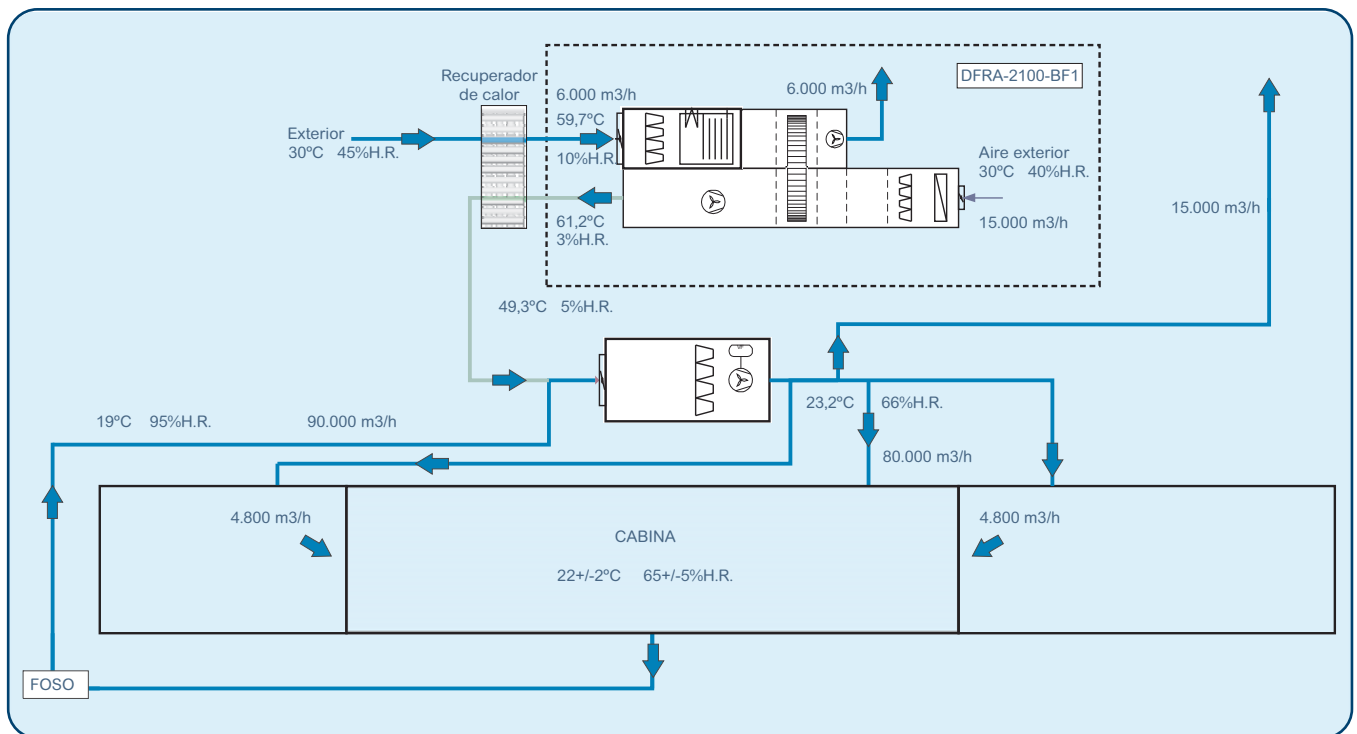 DFRA-2100-BF1
Recuperador
de calor
6.000 m3/h
6.000 m3/h
59,7ºC
Exterior
30ºC 45%H.R.
10%H.R.
Aire exterior
30ºC 40%H.R.
15.000 m3/h
15.000 m3/h
61,2ºC
3%H.R.
49,3ºC 5%H.R.
19ºC 95%H.R. 90.000 m3/h
23,2ºC 66%H.R.
80.000 m3/h
4.800 m3/h
4.800 m3/h
CABINA
22+/-2ºC 65+/-5%H.R.
FOSO